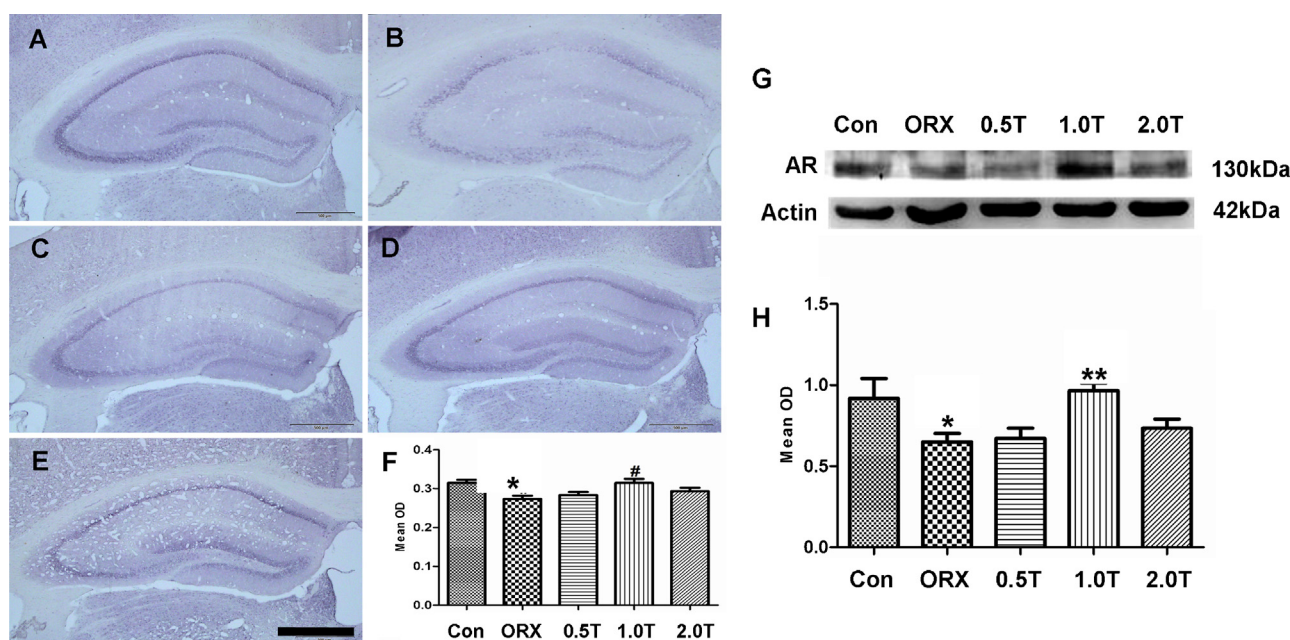 A
B
C
D
E
F
Mean OD
0.4
0.3
0.2
0.1
0.0
*
#
Con ORX 0.5T 1.0T 2.0T
G
Con ORX 0.5T 1.0T 2.0T
AR 130kDa
Actin 42kDa
H
Mean OD
1.5
1.0
0.5
0.0
*
**
Con ORX 0.5T 1.0T 2.0T